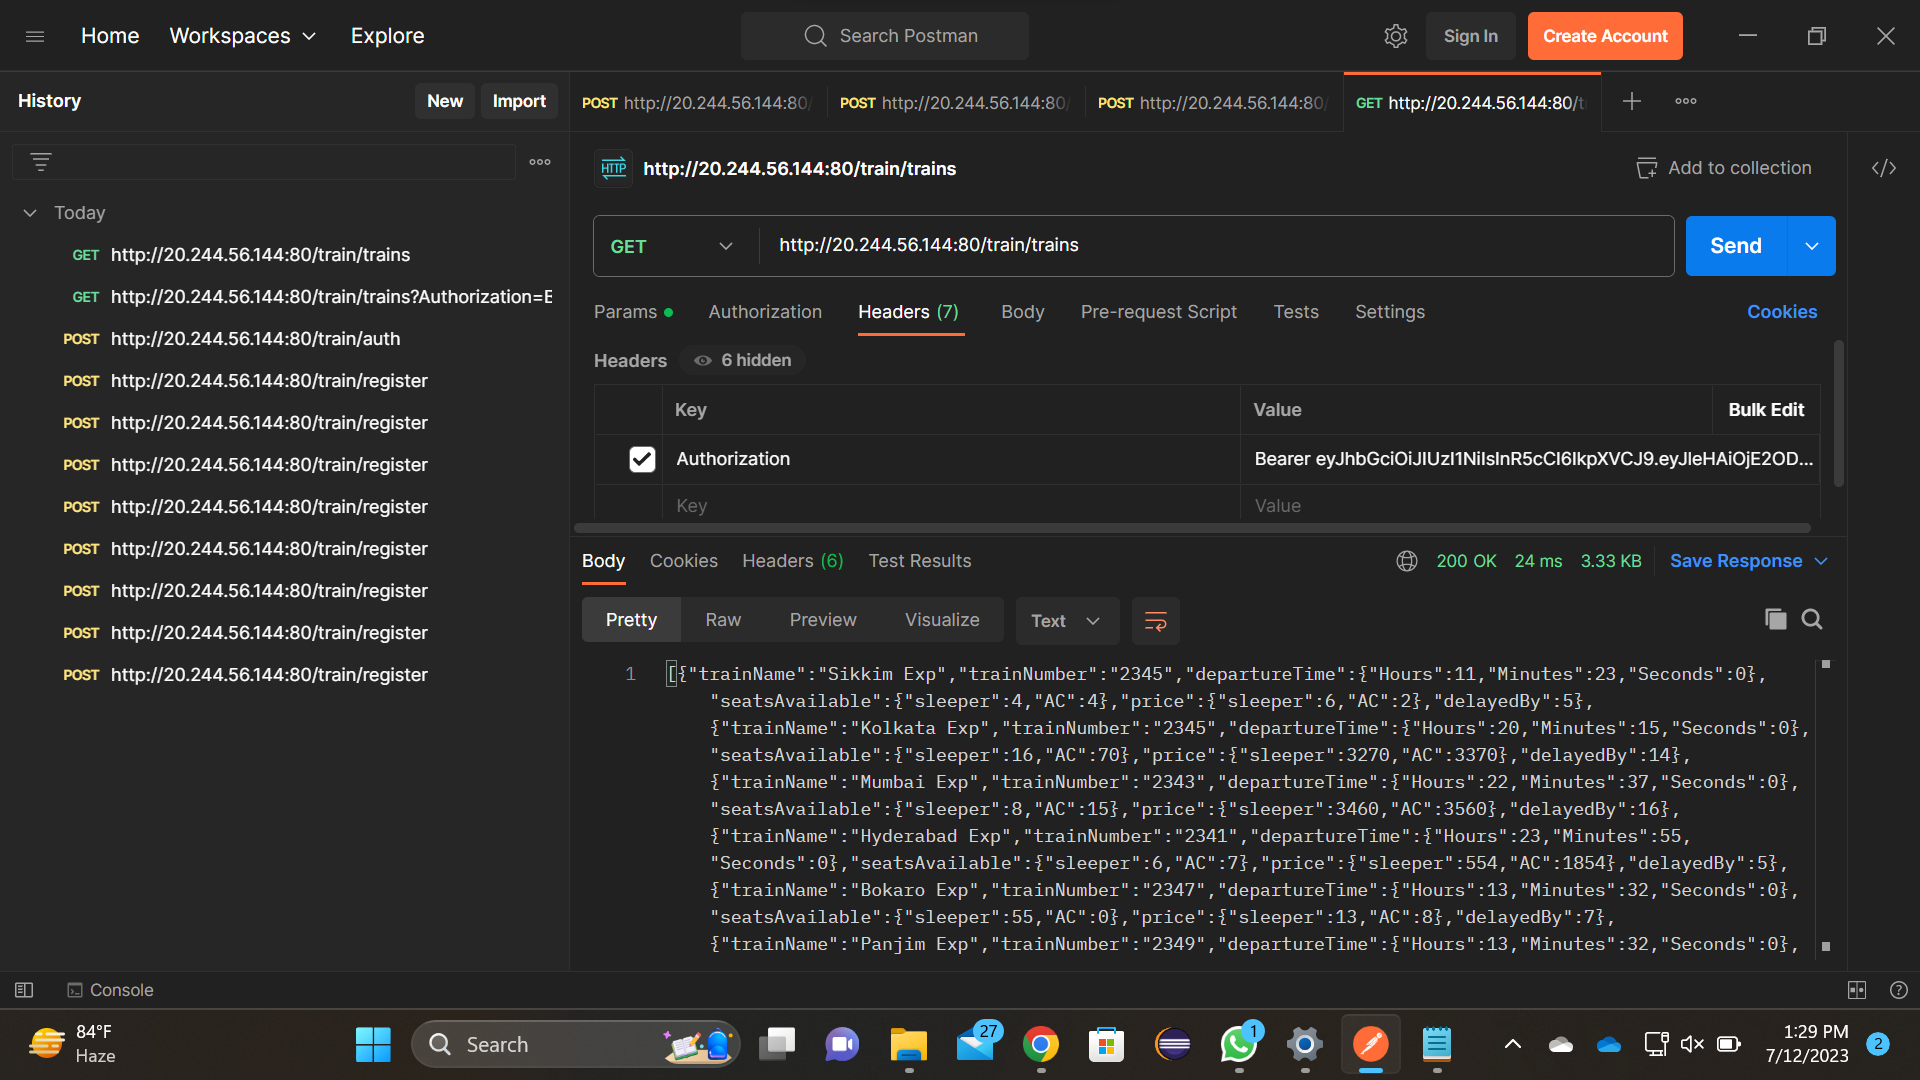 Home Workspaces Explore Search Postman Sign In Create Account
History New Import
POST http://20.244.56.144:80/ POST http://20.244.56.144:80/ POST http://20.244.56.144:80/ GET http://20.244.56.144:80/t
HTTP http://20.244.56.144:80/train/trains Add to collection </>
Today
GET http://20.244.56.144:80/train/trains
GET http://20.244.56.144:80/train/trains?Authorization=B
POST http://20.244.56.144:80/train/auth
POST http://20.244.56.144:80/train/register
POST http://20.244.56.144:80/train/register
POST http://20.244.56.144:80/train/register
POST http://20.244.56.144:80/train/register
POST http://20.244.56.144:80/train/register
POST http://20.244.56.144:80/train/register
POST http://20.244.56.144:80/train/register
POST http://20.244.56.144:80/train/register
GET http://20.244.56.144:80/train/trains Send
Params Authorization Headers (7) Body Pre-request Script Tests Settings Cookies
Headers 6 hidden
Key Value Bulk Edit
Authorization Bearer eyJhbGciOiJIUzI1NiIsInR5cCI6IkpXVCJ9.eyJleHAiOjE2OD...
Key Value
Body Cookies Headers (6) Test Results 200 OK 24 ms 3.33 KB Save Response
Pretty Raw Preview Visualize Text
1 [{"trainName":"Sikkim Exp","trainNumber":"2345","departureTime":{"Hours":11,"Minutes":23,"Seconds":0},
"seatsAvailable":{"sleeper":4,"AC":4},"price":{"sleeper":6,"AC":2},"delayedBy":5},
{"trainName":"Kolkata Exp","trainNumber":"2345","departureTime":{"Hours":20,"Minutes":15,"Seconds":0},
"seatsAvailable":{"sleeper":16,"AC":70},"price":{"sleeper":3270,"AC":3370},"delayedBy":14},
{"trainName":"Mumbai Exp","trainNumber":"2343","departureTime":{"Hours":22,"Minutes":37,"Seconds":0},
"seatsAvailable":{"sleeper":8,"AC":15},"price":{"sleeper":3460,"AC":3560},"delayedBy":16},
{"trainName":"Hyderabad Exp","trainNumber":"2341","departureTime":{"Hours":23,"Minutes":55,
"Seconds":0},"seatsAvailable":{"sleeper":6,"AC":7},"price":{"sleeper":554,"AC":1854},"delayedBy":5},
{"trainName":"Bokaro Exp","trainNumber":"2347","departureTime":{"Hours":13,"Minutes":32,"Seconds":0},
"seatsAvailable":{"sleeper":55,"AC":0},"price":{"sleeper":13,"AC":8},"delayedBy":7},
{"trainName":"Panjim Exp","trainNumber":"2349","departureTime":{"Hours":13,"Minutes":32,"Seconds":0},
Console
84°F
Haze
Search
27
1
1:29 PM
7/12/2023
2